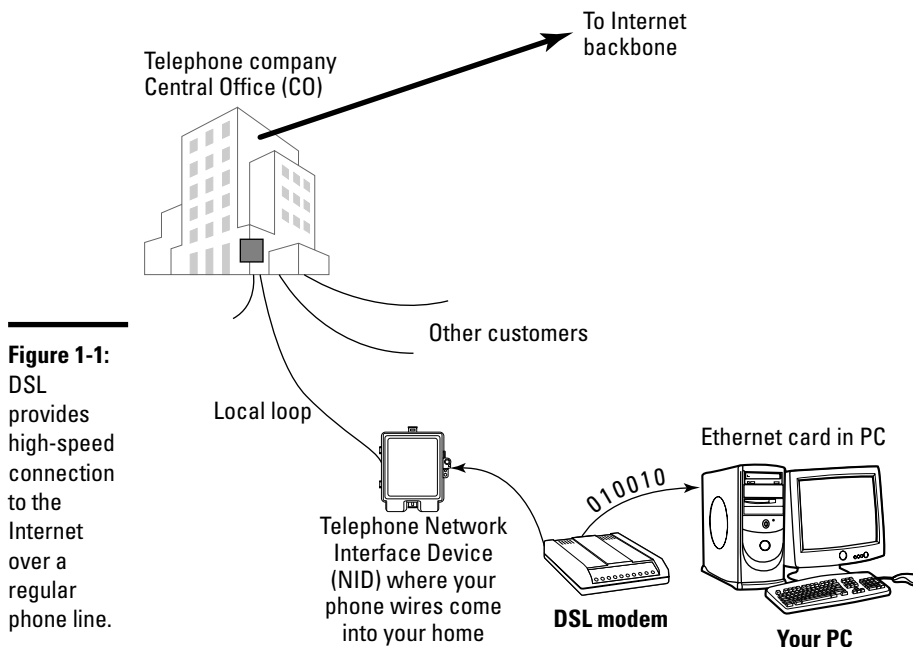 To Internet
backbone
Telephone company
Central Office (CO)
Other customers
Figure 1-1:
DSL
provides
high-speed
connection
to the
Internet
over a
regular
phone line.
Local loop
Ethernet card in PC
010010
Telephone Network
Interface Device
(NID) where your
phone wires come
into your home
DSL modem
Your PC